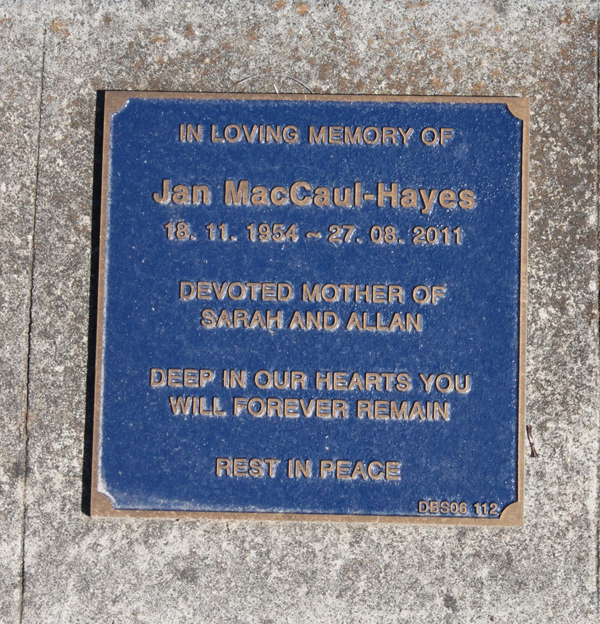 IN LOVING MEMORY OF
Jan MacCaul-Hayes
18. 11. 1954 ~ 27. 08. 2011
DEVOTED MOTHER OF
SARAH AND ALLAN
DEEP IN OUR HEARTS YOU
WILL FOREVER REMAIN
REST IN PEACE
DBS06 112